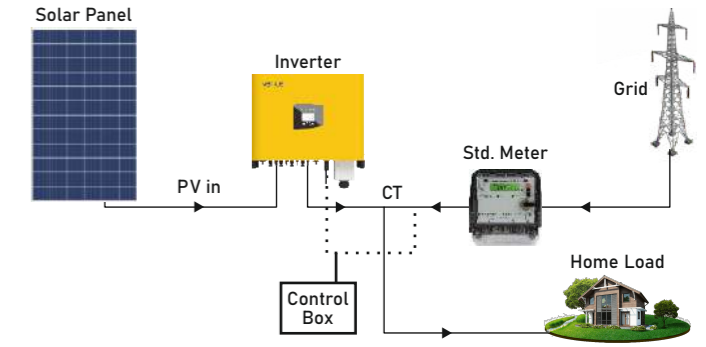 Solar Panel
Inverter
Grid
Std. Meter
PV in
CT
Home Load
Control
Box